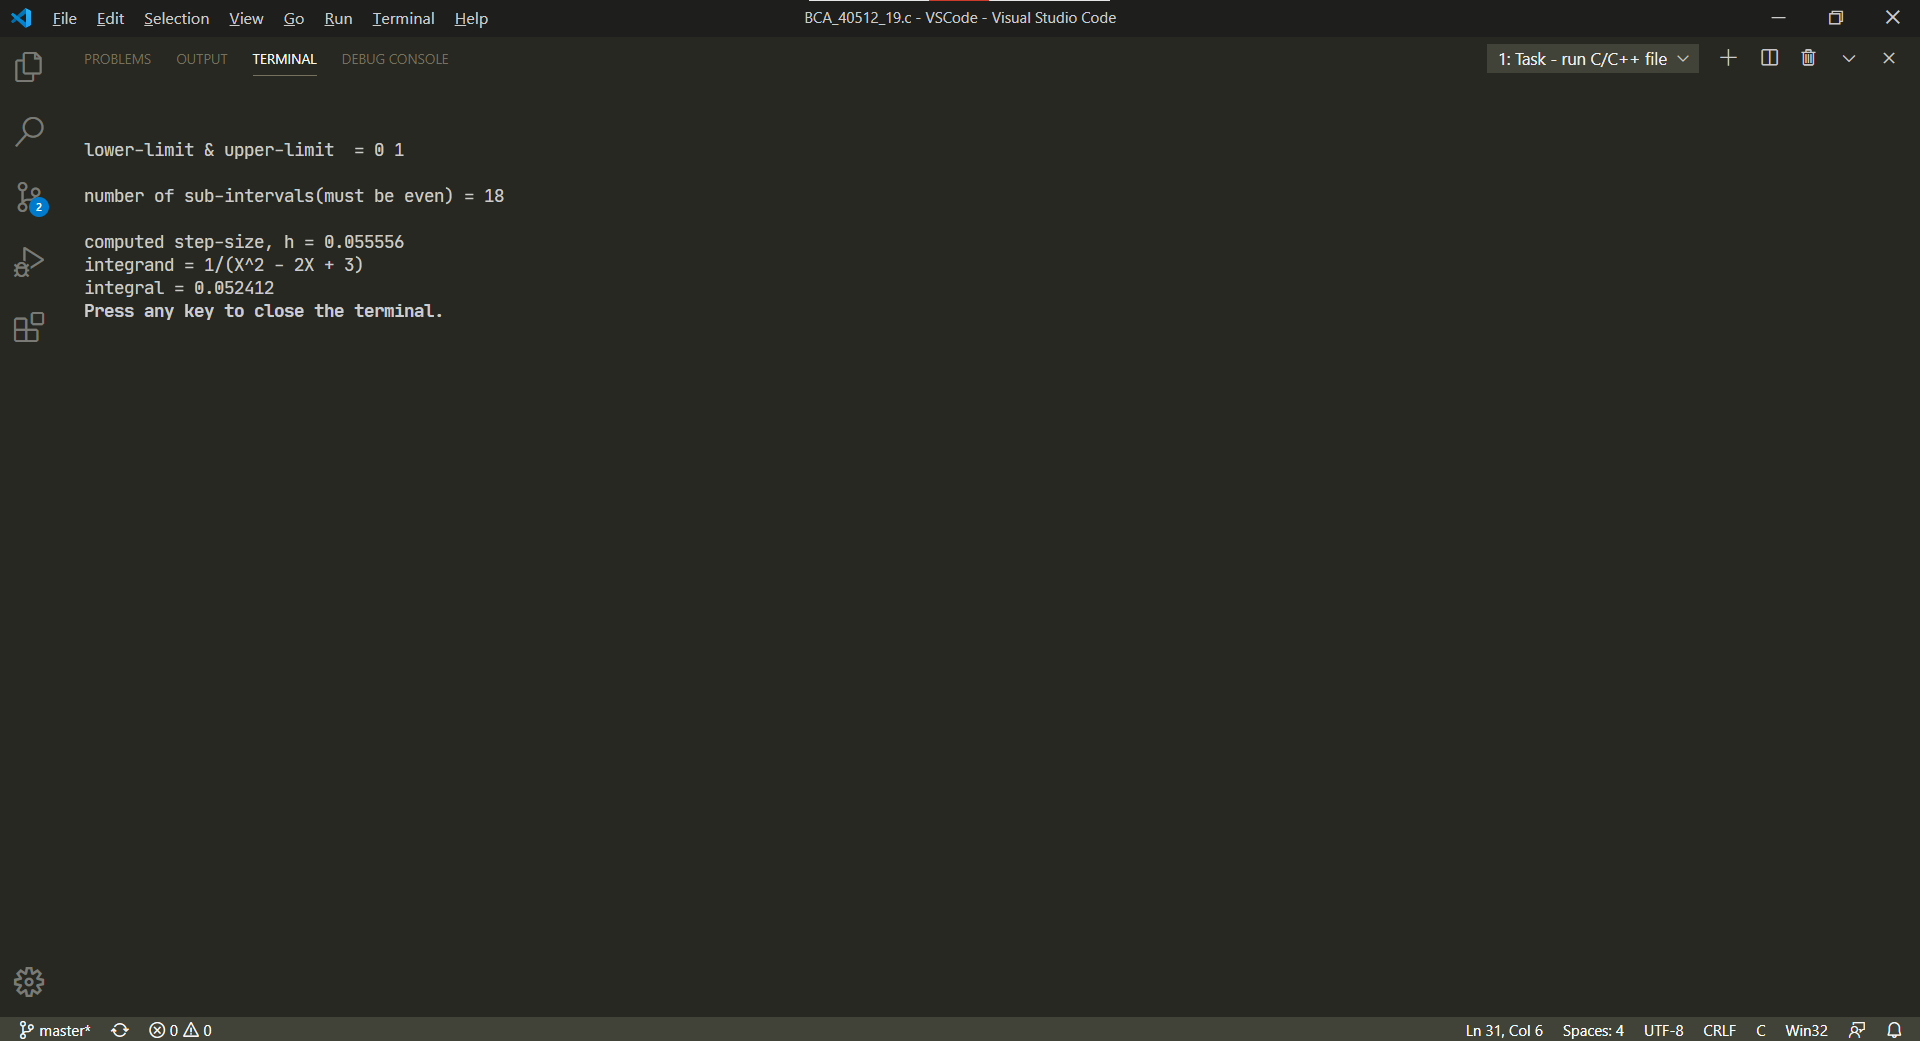 File Edit Selection View Go Run Terminal Help
BCA_40512_19.c - VSCode - Visual Studio Code
PROBLEMS OUTPUT TERMINAL DEBUG CONSOLE
1: Task - run C/C++ file
lower-limit & upper-limit  = 0 1
number of sub-intervals(must be even) = 18
computed step-size, h = 0.055556
integrand = 1/(X^2 - 2X + 3)
integral = 0.052412
Press any key to close the terminal.
2
master*
0 0
Ln 31, Col 6 Spaces: 4 UTF-8 CRLF C Win32